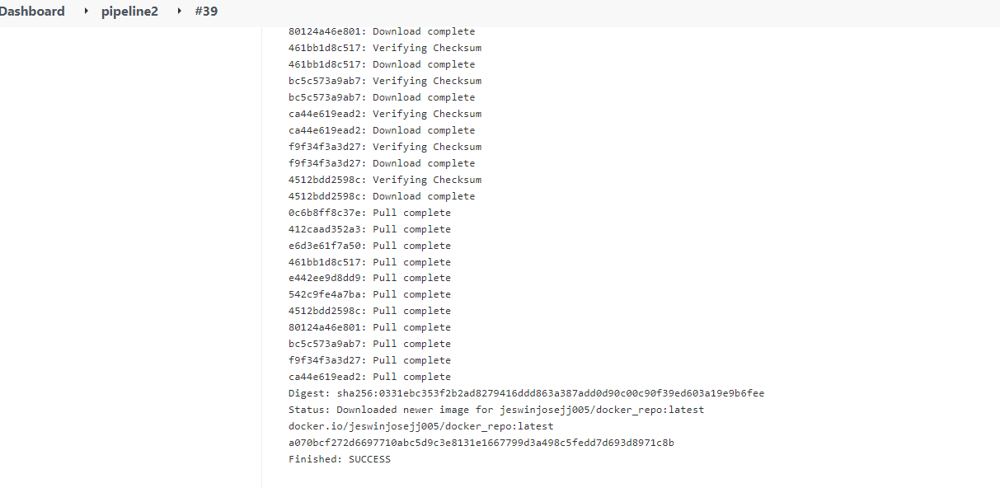 Dashboard ▸ pipeline2 ▸ #39
80124a46e801: Download complete
461bb1d8c517: Verifying Checksum
461bb1d8c517: Download complete
bc5c573a9ab7: Verifying Checksum
bc5c573a9ab7: Download complete
ca44e619ead2: Verifying Checksum
ca44e619ead2: Download complete
f9f34f3a3d27: Verifying Checksum
f9f34f3a3d27: Download complete
4512bdd2598c: Verifying Checksum
4512bdd2598c: Download complete
0c6b8ff8c37e: Pull complete
412caad352a3: Pull complete
e6d3e61f7a50: Pull complete
461bb1d8c517: Pull complete
e442ee9d8dd9: Pull complete
542c9fe4a7ba: Pull complete
4512bdd2598c: Pull complete
80124a46e801: Pull complete
bc5c573a9ab7: Pull complete
f9f34f3a3d27: Pull complete
ca44e619ead2: Pull complete
Digest: sha256:0331ebc353f2b2ad8279416ddd863a387add0d90c00c90f39ed603a19e9b6fee
Status: Downloaded newer image for jeswinjosejj005/docker_repo:latest
docker.io/jeswinjosejj005/docker_repo:latest
a070bcf272d6697710abc5d9c3e8131e1667799d3a498c5fedd7d693d8971c8b
Finished: SUCCESS